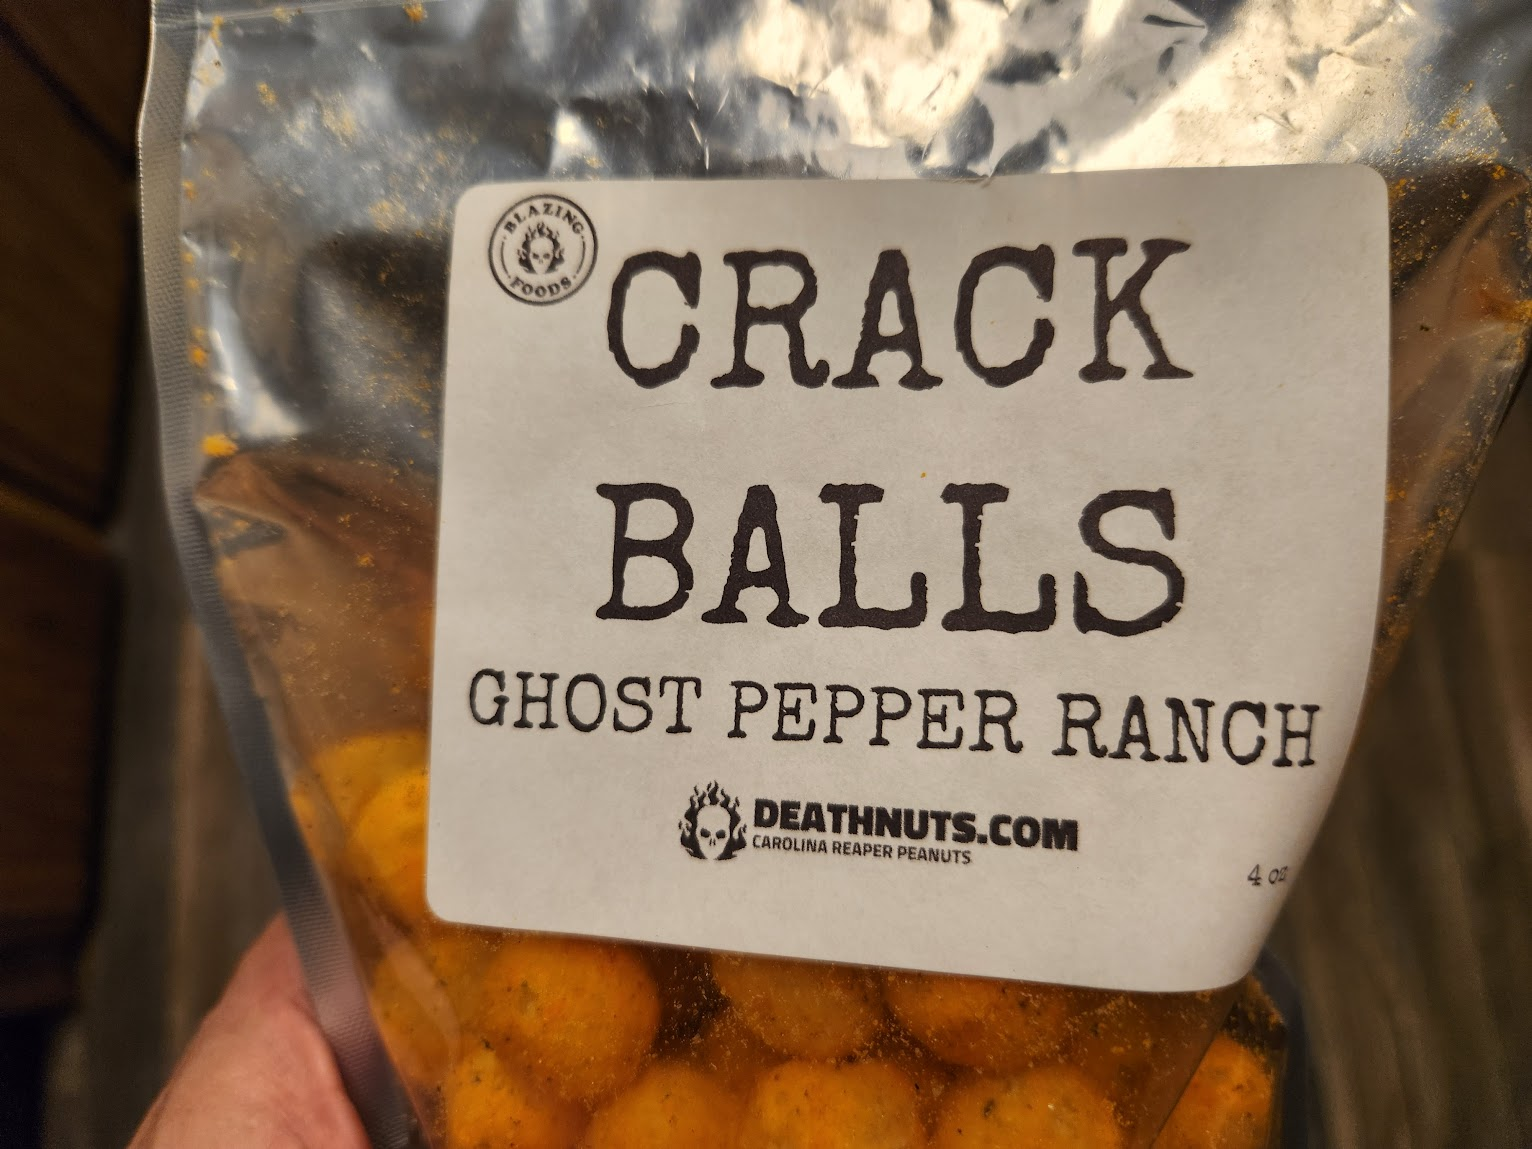 BLAZING
FOODS
CRACK
BALLS
GHOST PEPPER RANCH
DEATHNUTS.COM
CAROLINA REAPER PEANUTS
4 oz